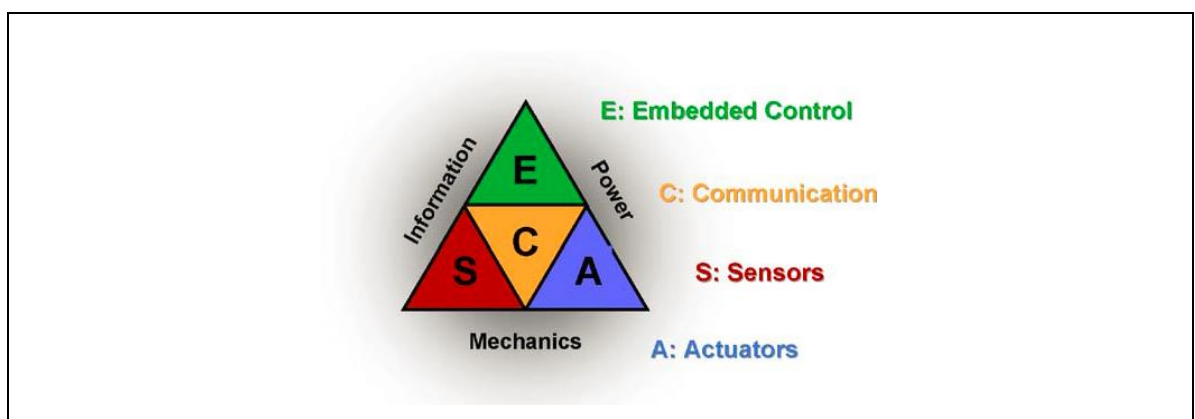 E: Embedded Control
E
Information
Power
C: Communication
C
S
A
S: Sensors
Mechanics
A: Actuators